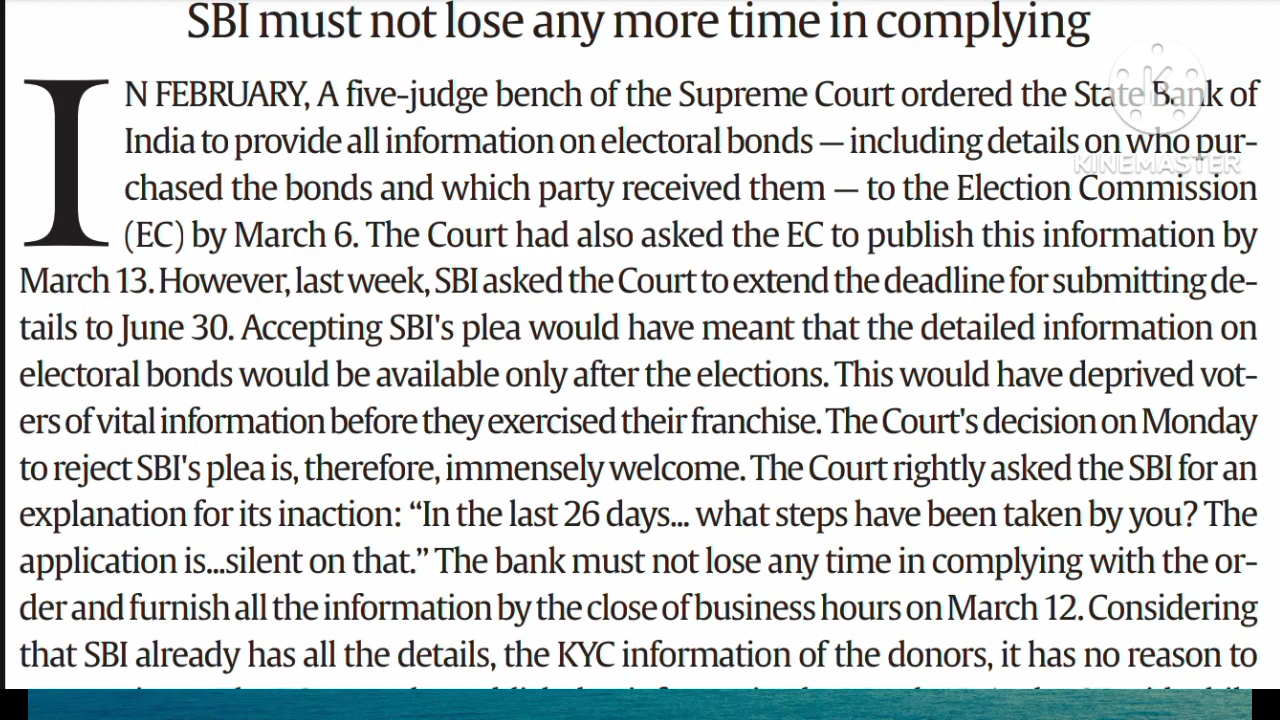 SBI must not lose any more time in complying
IN FEBRUARY, A five-judge bench of the Supreme Court ordered the State Bank of
India to provide all information on electoral bonds — including details on who pur-
chased the bonds and which party received them — to the Election Commission
(EC) by March 6. The Court had also asked the EC to publish this information by
March 13. However, last week, SBI asked the Court to extend the deadline for submitting de-
tails to June 30. Accepting SBI's plea would have meant that the detailed information on
electoral bonds would be available only after the elections. This would have deprived vot-
ers of vital information before they exercised their franchise. The Court's decision on Monday
to reject SBI's plea is, therefore, immensely welcome. The Court rightly asked the SBI for an
explanation for its inaction: “In the last 26 days... what steps have been taken by you? The
application is...silent on that.” The bank must not lose any time in complying with the or-
der and furnish all the information by the close of business hours on March 12. Considering
that SBI already has all the details, the KYC information of the donors, it has no reason to
K
KINEMASTER